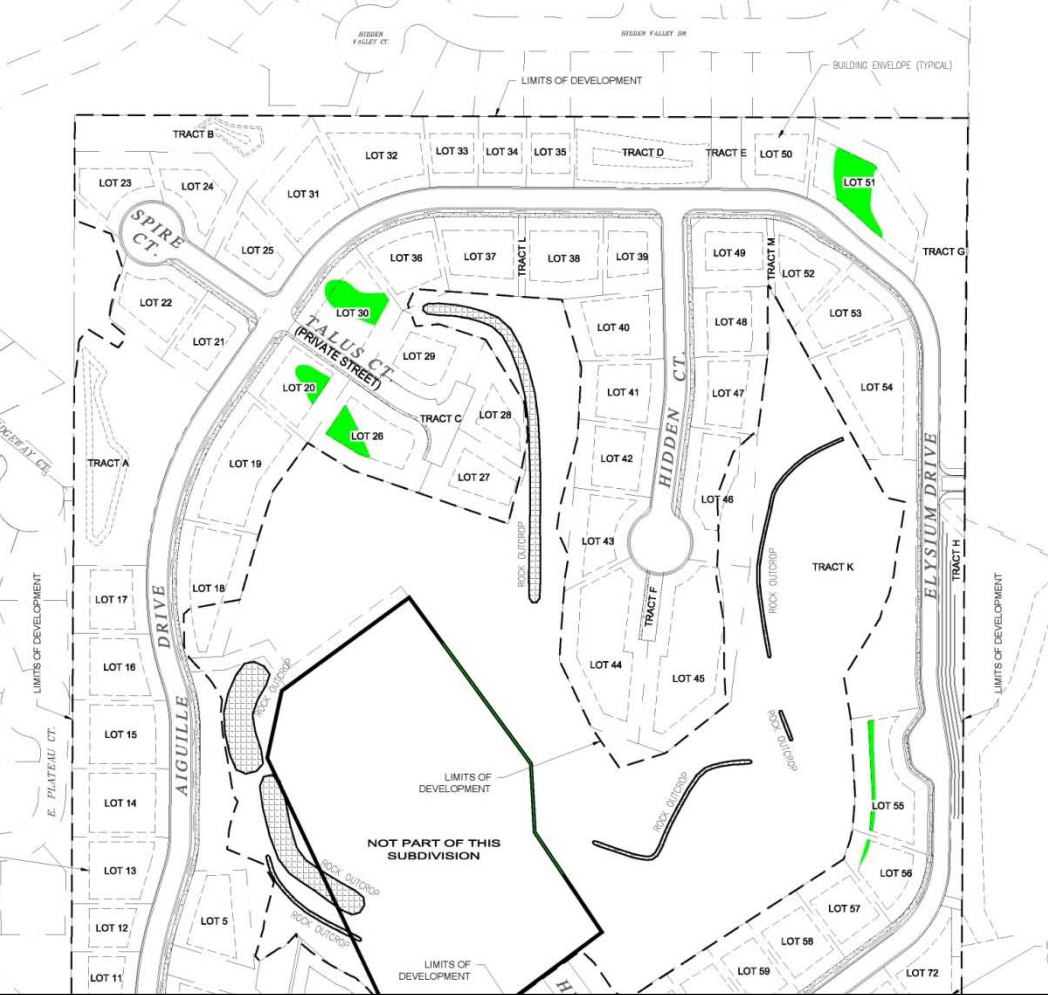 HIDDEN
VALLEY CT.
HIDDEN VALLEY DR
BUILDING ENVELOPE (TYPICAL)
LIMITS OF DEVELOPMENT
TRACT B
LOT 32
LOT 33
LOT 34
LOT 35
TRACT D
TRACT E
LOT 50
LOT 23
LOT 24
LOT 31
LOT 51
SPIRE
CT.
LOT 25
LOT 36
LOT 37
TRACT L
LOT 38
LOT 39
LOT 49
TRACT M
LOT 52
TRACT G
LOT 22
LOT 30
LOT 21
TALUS CT.
(PRIVATE STREET)
LOT 29
LOT 40
LOT 48
LOT 53
LOT 20
LOT 26
TRACT C
LOT 28
LOT 41
HIDDEN CT.
LOT 47
LOT 54
TRACT A
LOT 19
LOT 27
LOT 42
LOT 46
ELYSIUM DRIVE
ROCK OUTCROP
LOT 43
ROCK OUTCROP
TRACT K
TRACT H
LIMITS OF DEVELOPMENT
LOT 17
LOT 18
TRACT F
LIMITS OF DEVELOPMENT
LOT 16
AIGUILLE DRIVE
ROCK OUTCROP
LOT 44
LOT 45
E. PLATEAU CT.
LOT 15
ROCK OUTCROP
LIMITS OF
DEVELOPMENT
LOT 14
ROCK OUTCROP
LOT 55
NOT PART OF THIS
SUBDIVISION
LOT 13
ROCK OUTCROP
LOT 56
LOT 12
LOT 5
ROCK OUTCROP
LOT 57
LOT 58
LOT 11
LIMITS OF
DEVELOPMENT
LOT 59
LOT 72